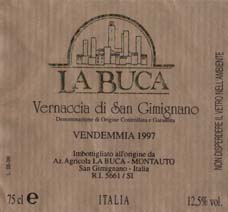 LA BUCA
Vernaccia di San Gimignano
Denominazione di Origine Controllata e Garantita
VENDEMMIA 1997
Imbottigliato all'origine da
Az. Agricola LA BUCA - MONTAUTO
San Gimignano - Italia
R.I. 5661 / SI
75 cl e
ITALIA
12.5% vol.
NON DISPERDERE IL VETRO NELL'AMBIENTE